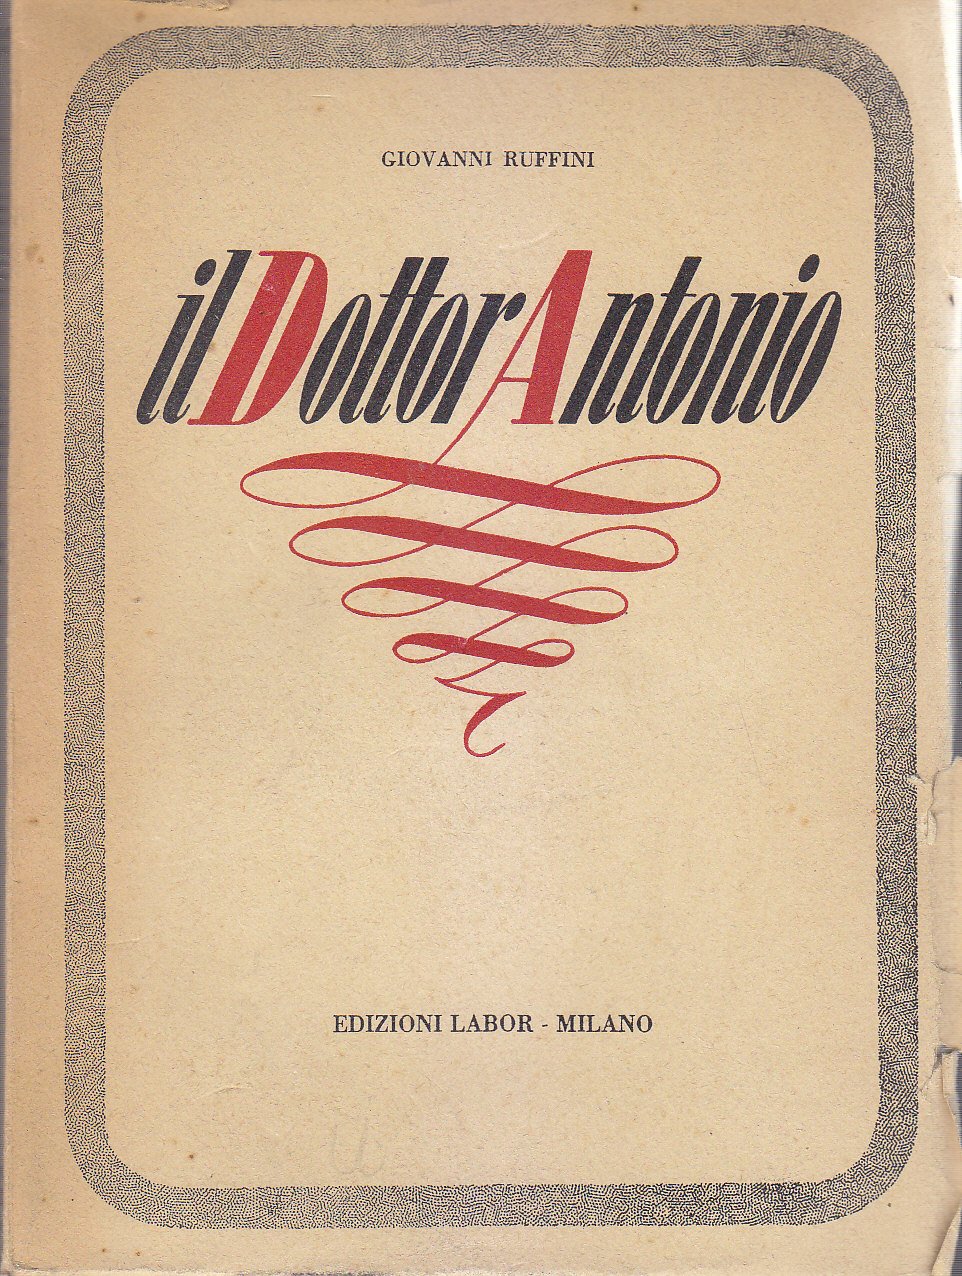 GIOVANNI RUFFINI
il Dottor Antonio
EDIZIONI LABOR - MILANO